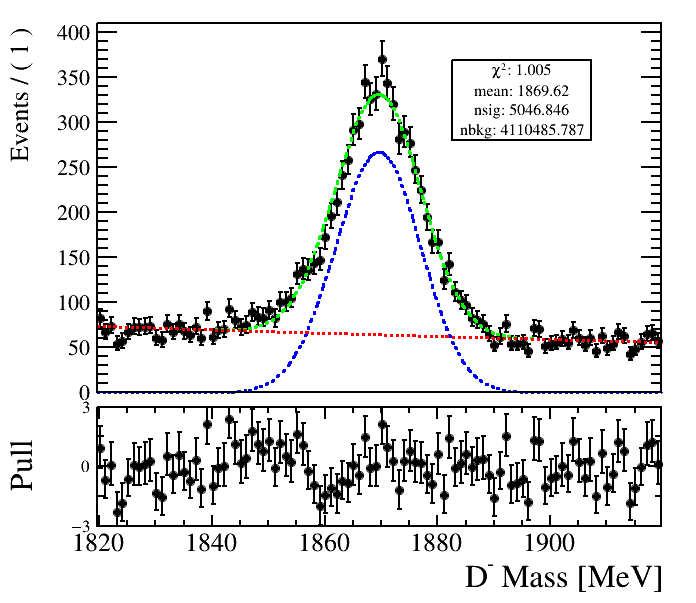 Events / ( 1 )
400
350
300
250
200
150
100
50
0
χ²: 1.005
mean: 1869.62
nsig: 5046.846
nbkg: 4110485.787
Pull
3
0
−3
1820 1840 1860 1880 1900
D⁻ Mass [MeV]